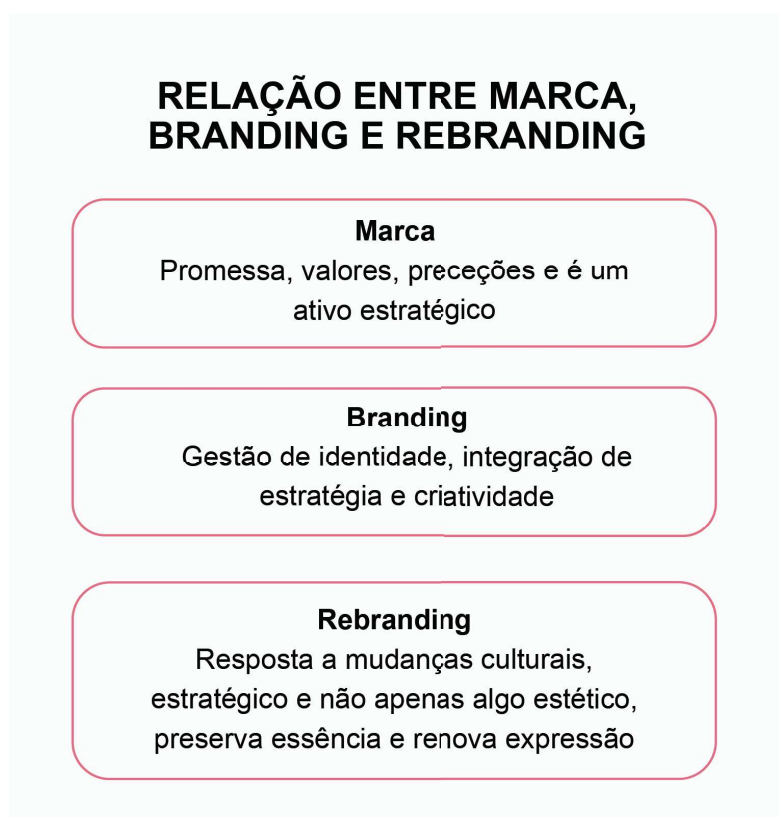 RELAÇÃO ENTRE MARCA,
BRANDING E REBRANDING
Marca
Promessa, valores, preceções e é um
ativo estratégico
Branding
Gestão de identidade, integração de
estratégia e criatividade
Rebranding
Resposta a mudanças culturais,
estratégico e não apenas algo estético,
preserva essência e renova expressão